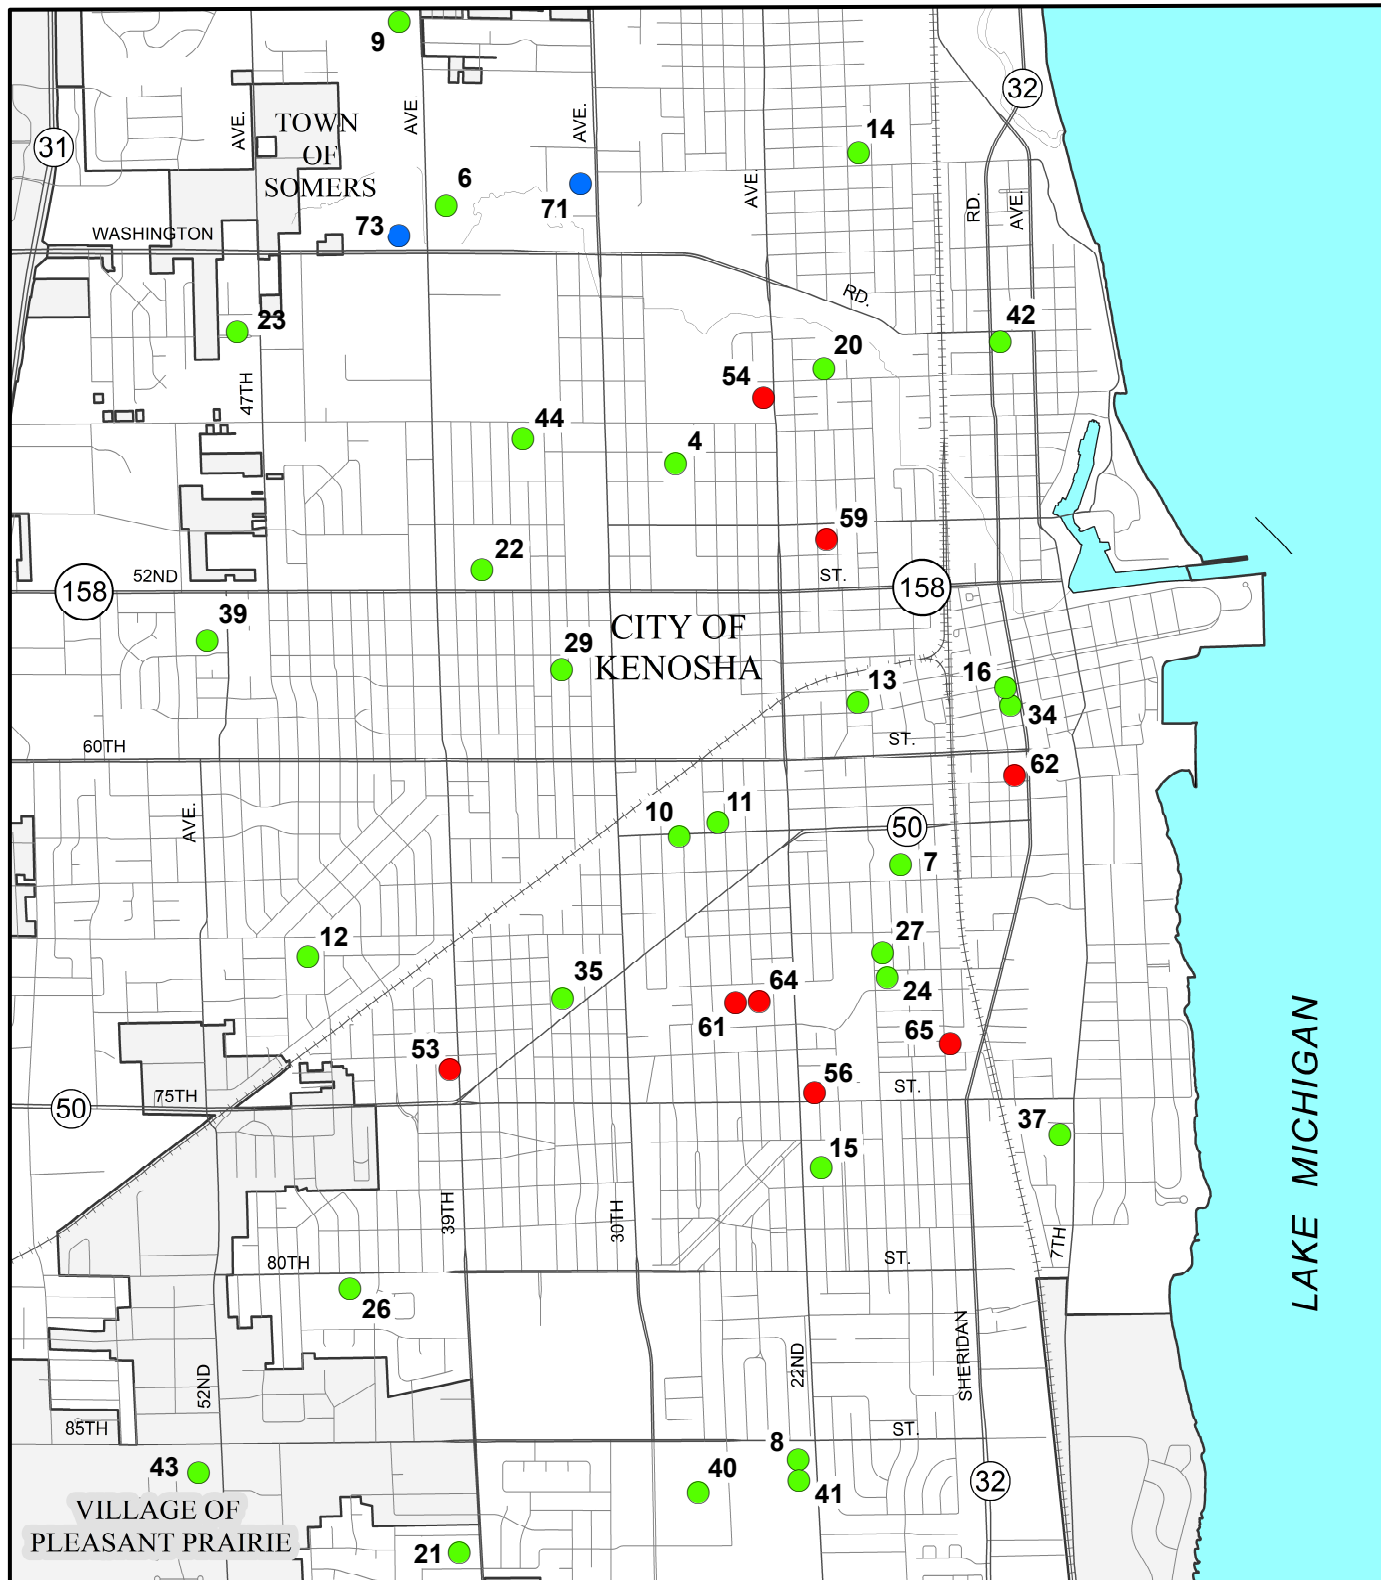 9
32
TOWN
OF
SOMERS
AVE.
AVE
AVE.
31
14
6
71
AVE.
RD.
AVE.
WASHINGTON
73
RD.
23
42
20
54
47TH
44
4
59
22
52ND
ST.
158
158
39
CITY OF
KENOSHA
29
16
13
34
60TH
ST.
62
AVE.
10
11
50
7
12
27
35
64
24
61
65
53
56
75TH
ST.
50
37
15
LAKE MICHIGAN
39TH
30TH
7TH
80TH
ST.
26
SHERIDAN
22ND
52ND
85TH
ST.
8
43
40
41
32
VILLAGE OF
PLEASANT PRAIRIE
21